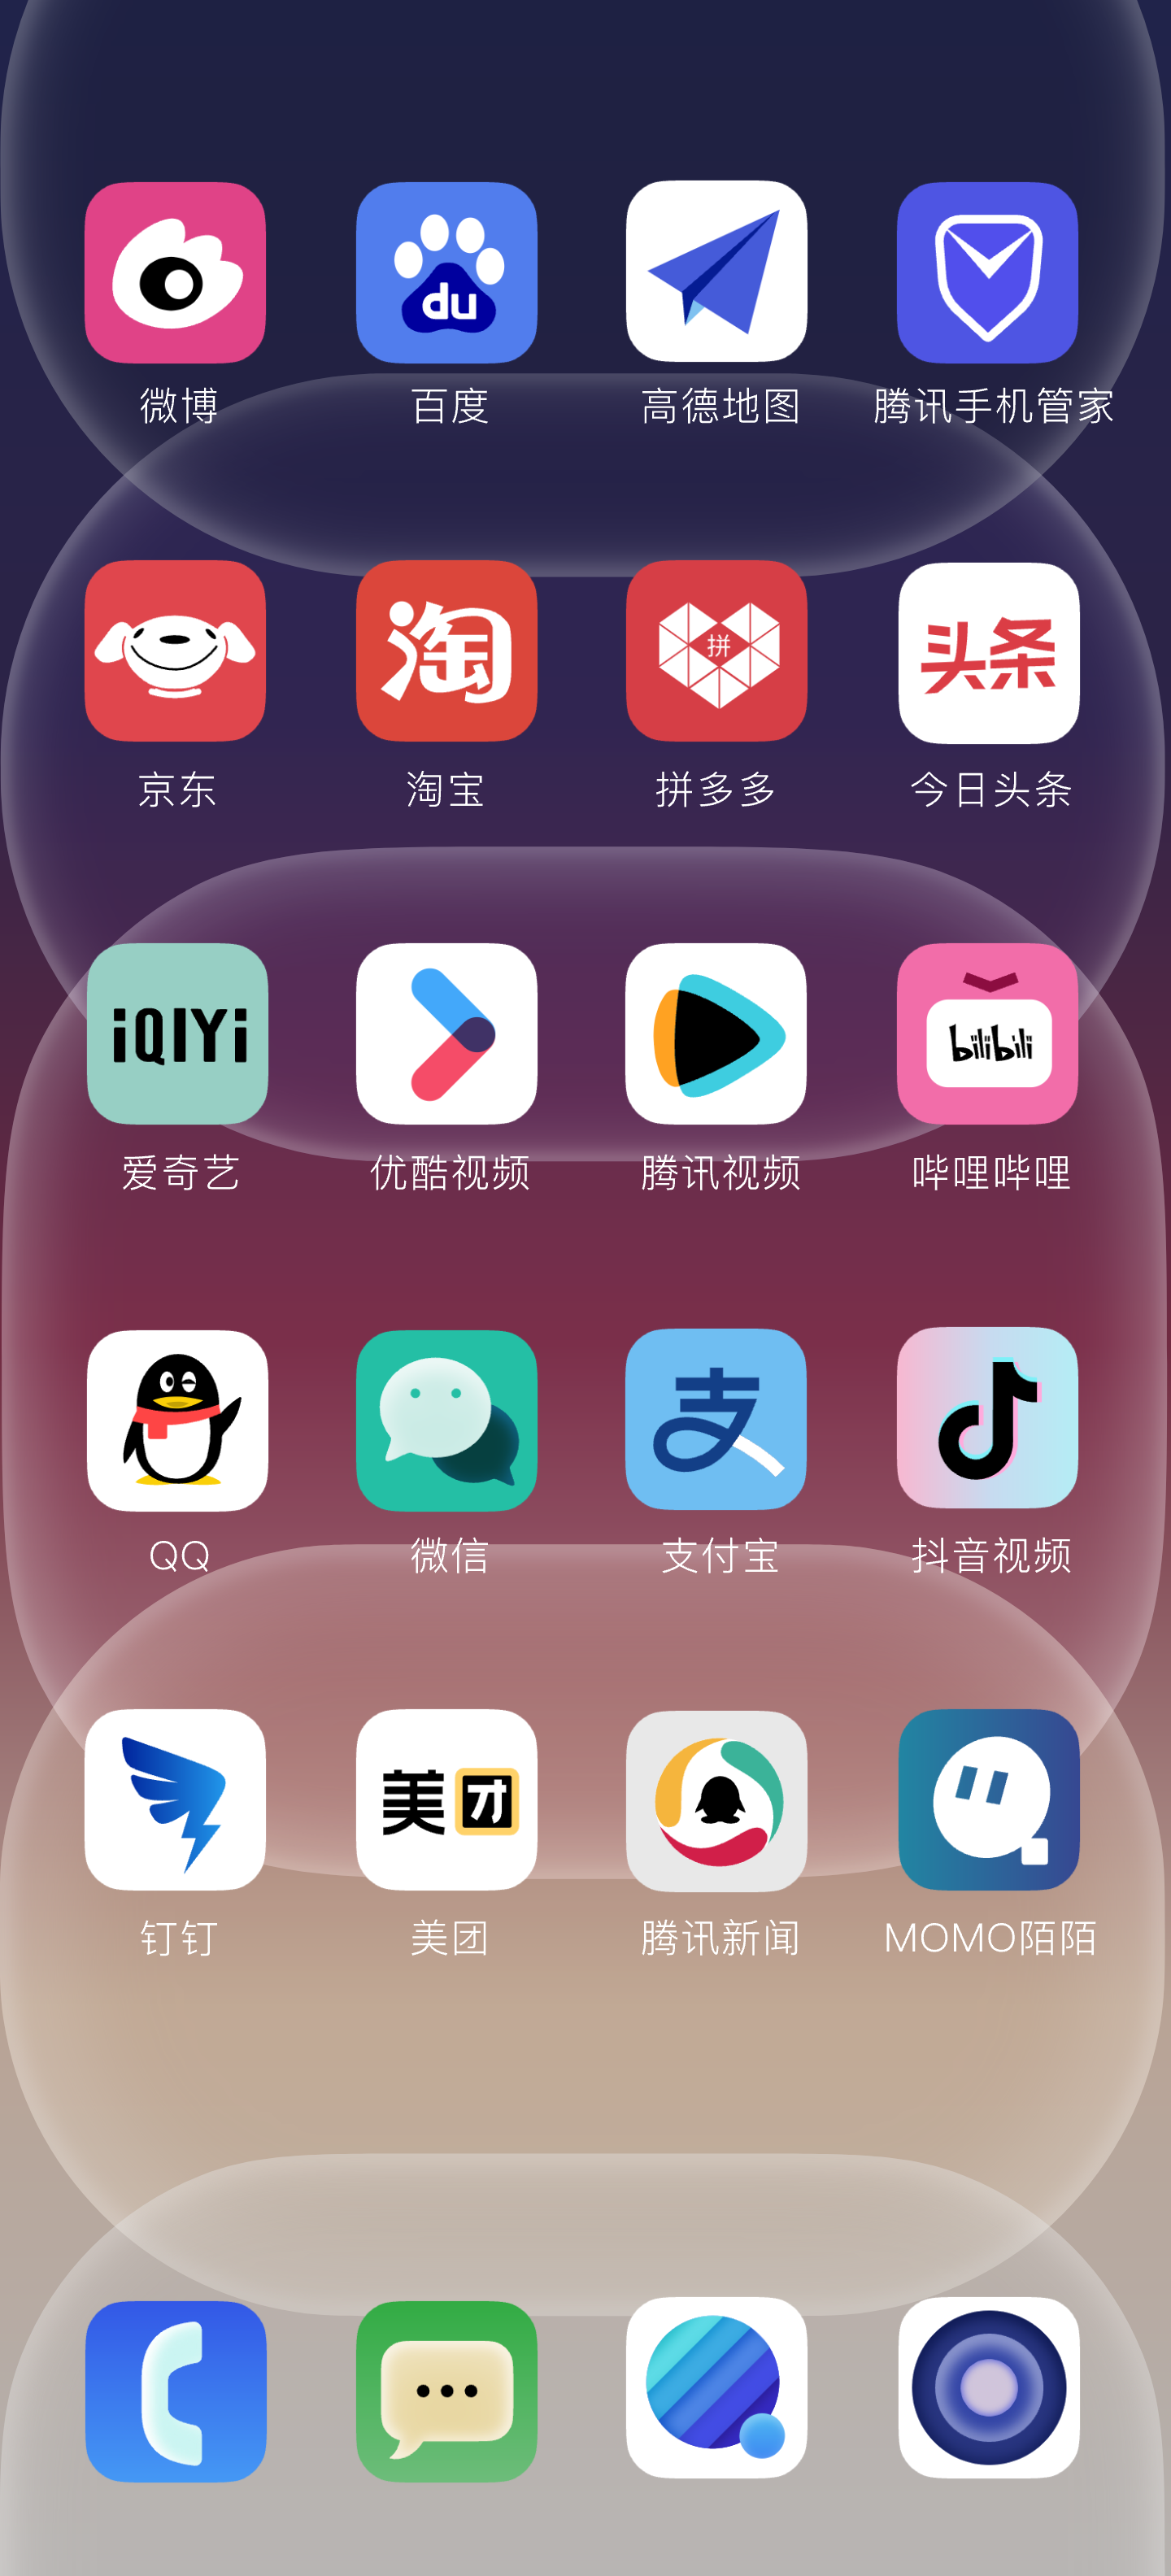 du
微博 百度 高德地图 腾讯手机管家
淘 拼 头条
京东 淘宝 拼多多 今日头条
iQIYI bilibili
爱奇艺 优酷视频 腾讯视频 哔哩哔哩
支
QQ 微信 支付宝 抖音视频
美团
钉钉 美团 腾讯新闻 MOMO陌陌